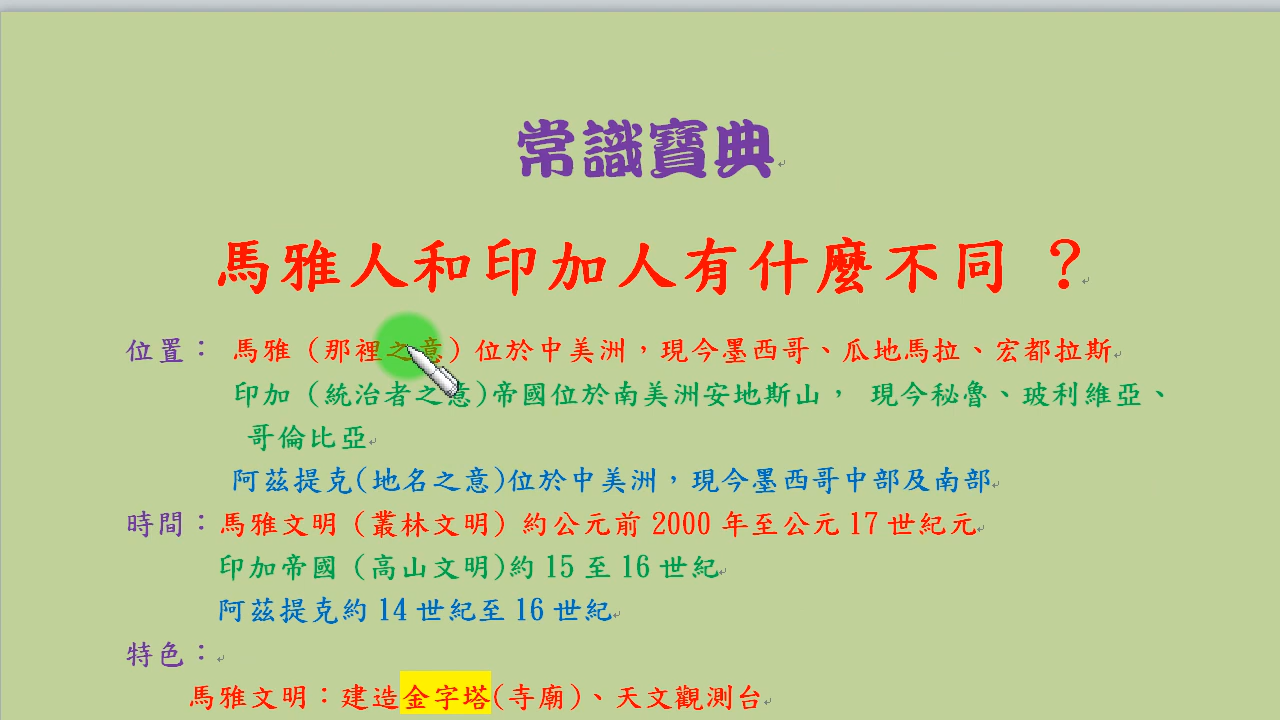 常識寶典
馬雅人和印加人有什麼不同 ？
位置： 馬雅 (那裡之意) 位於中美洲，現今墨西哥、瓜地馬拉、宏都拉斯
印加 (統治者之意)帝國位於南美洲安地斯山， 現今秘魯、玻利維亞、
哥倫比亞
阿茲提克(地名之意)位於中美洲，現今墨西哥中部及南部
時間：馬雅文明 (叢林文明) 約公元前 2000 年至公元 17 世紀元
印加帝國 (高山文明)約 15 至 16 世紀
阿茲提克約 14 世紀至 16 世紀
特色：
馬雅文明：建造金字塔(寺廟)、天文觀測台